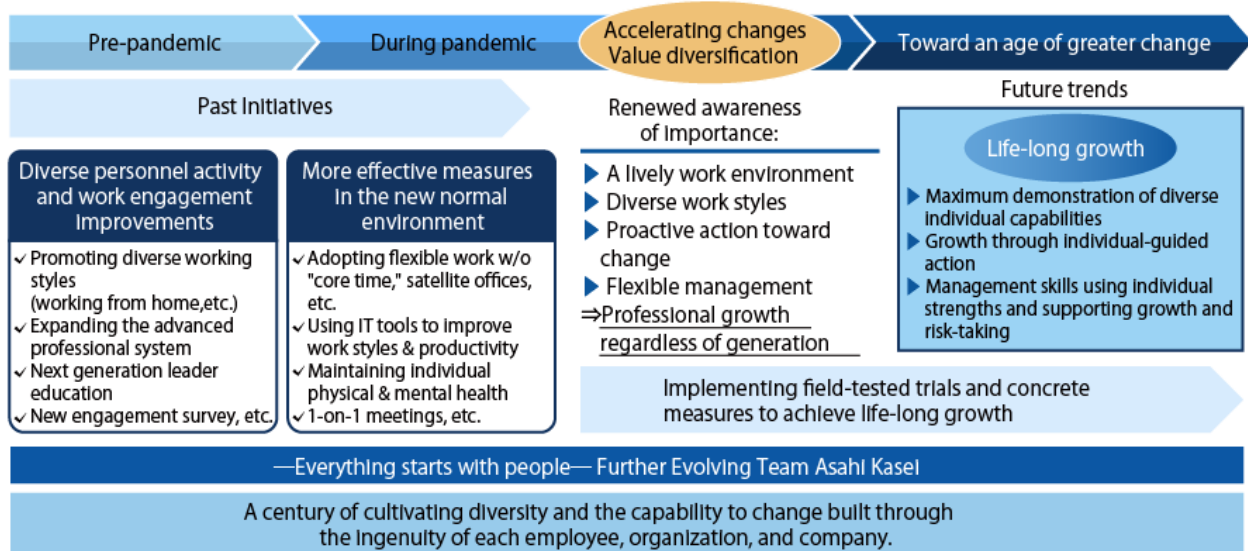 Pre-pandemic
During pandemic
Accelerating changes
Value diversification
Toward an age of greater change
Past Initiatives
Diverse personnel activity
and work engagement
improvements
✓ Promoting diverse working
styles
(working from home,etc.)
✓ Expanding the advanced
professional system
✓ Next generation leader
education
✓ New engagement survey, etc.
More effective measures
in the new normal
environment
✓ Adopting flexible work w/o
"core time," satellite offices,
etc.
✓ Using IT tools to improve
work styles & productivity
✓ Maintaining individual
physical & mental health
✓ 1-on-1 meetings, etc.
Renewed awareness
of importance:
▶ A lively work environment
▶ Diverse work styles
▶ Proactive action toward
change
▶ Flexible management
⇒Professional growth
regardless of generation
Future trends
Life-long growth
▶ Maximum demonstration of diverse
individual capabilities
▶ Growth through individual-guided
action
▶ Management skills using individual
strengths and supporting growth and
risk-taking
Implementing field-tested trials and concrete
measures to achieve life-long growth
—Everything starts with people— Further Evolving Team Asahi Kasei
A century of cultivating diversity and the capability to change built through
the ingenuity of each employee, organization, and company.